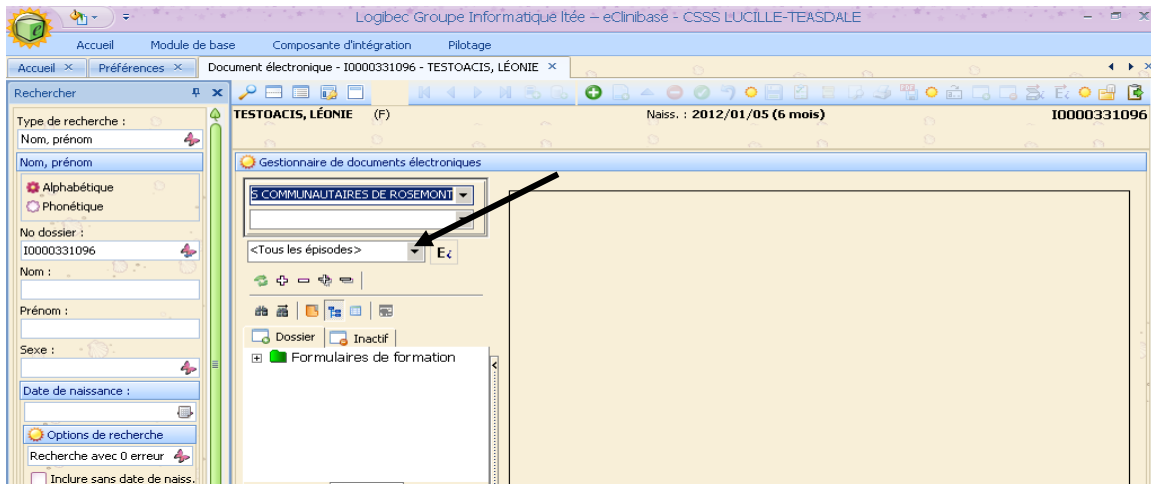 Logibec Groupe Informatique ltée – eClinibase - CSSS LUCILLE-TEASDALE
Accueil Module de base Composante d'intégration Pilotage
Accueil Préférences Document électronique - I0000331096 - TESTOACIS, LÉONIE
Rechercher
TESTOACIS, LÉONIE (F) Naiss. : 2012/01/05 (6 mois) I0000331096
Type de recherche :
Nom, prénom
Nom, prénom
Gestionnaire de documents électroniques
Alphabétique
S COMMUNAUTAIRES DE ROSEMONT
Phonétique
No dossier :
I0000331096
<Tous les épisodes>
Nom :
Prénom :
Sexe :
Dossier Inactif
Formulaires de formation
Date de naissance :
Options de recherche
Recherche avec 0 erreur
Inclure sans date de naiss.